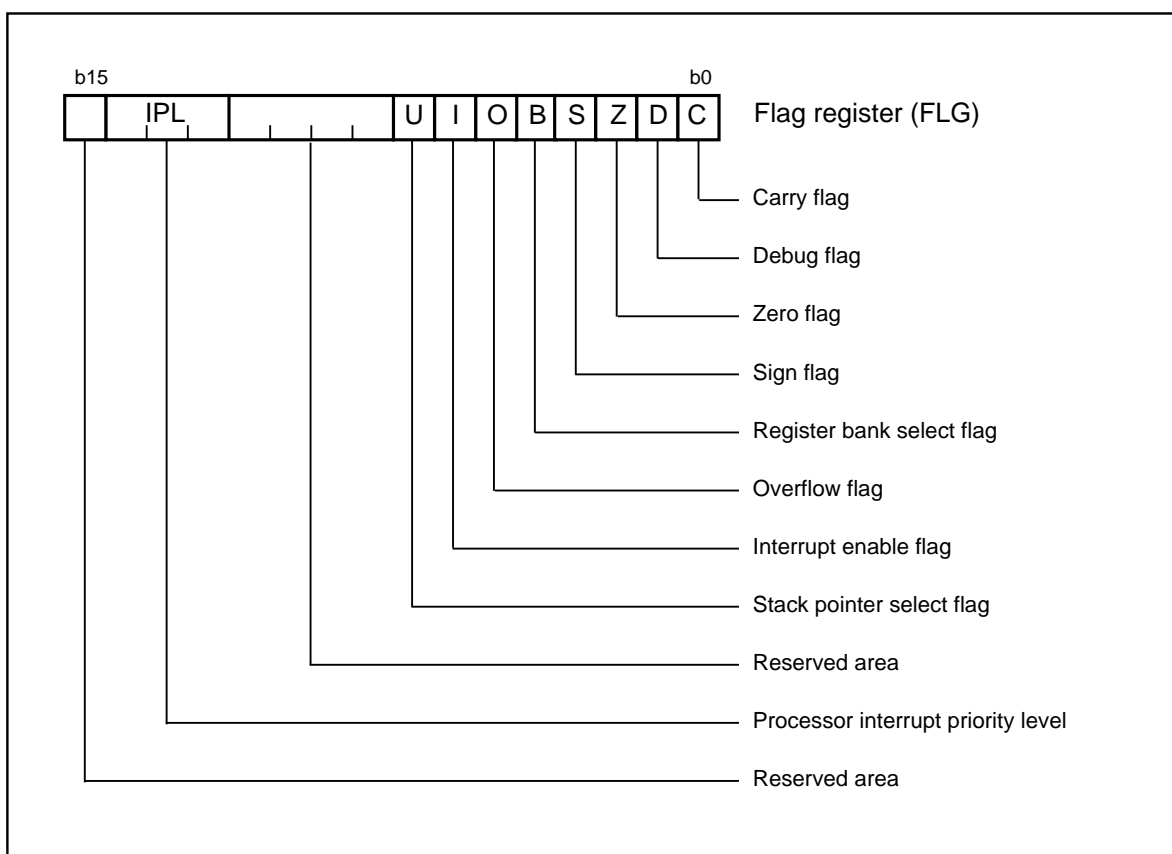 b15 b0
IPL U I O B S Z D C Flag register (FLG)
Carry flag
Debug flag
Zero flag
Sign flag
Register bank select flag
Overflow flag
Interrupt enable flag
Stack pointer select flag
Reserved area
Processor interrupt priority level
Reserved area